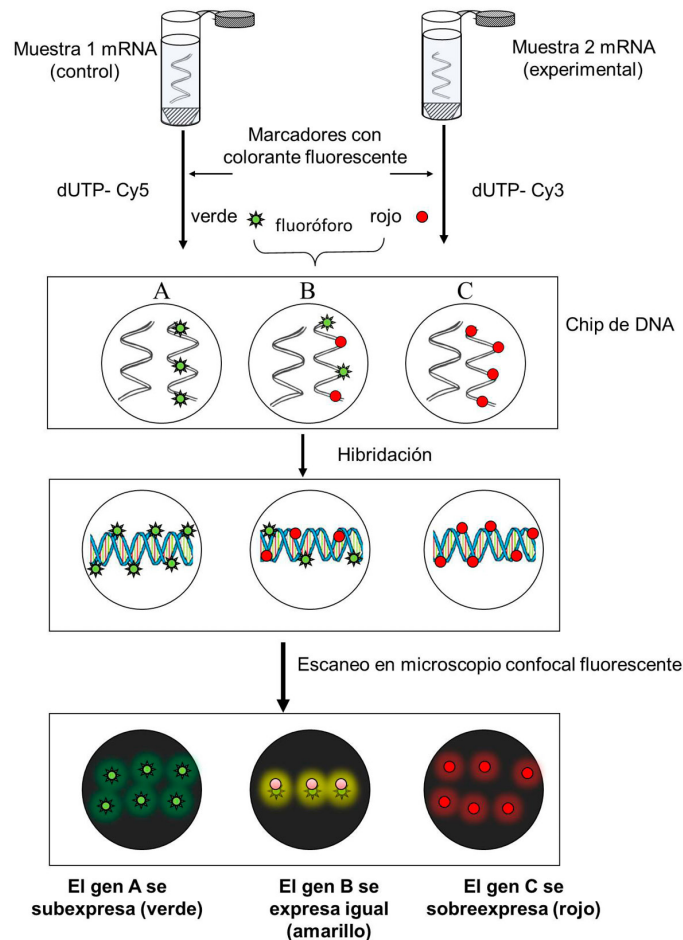 Muestra 1 mRNA
(control)
Muestra 2 mRNA
(experimental)
Marcadores con
colorante fluorescente
dUTP- Cy5
dUTP- Cy3
verde
fluoróforo
rojo
A
B
C
Chip de DNA
Hibridación
Escaneo en microscopio confocal fluorescente
El gen A se
subexpresa (verde)
El gen B se
expresa igual
(amarillo)
El gen C se
sobreexpresa (rojo)